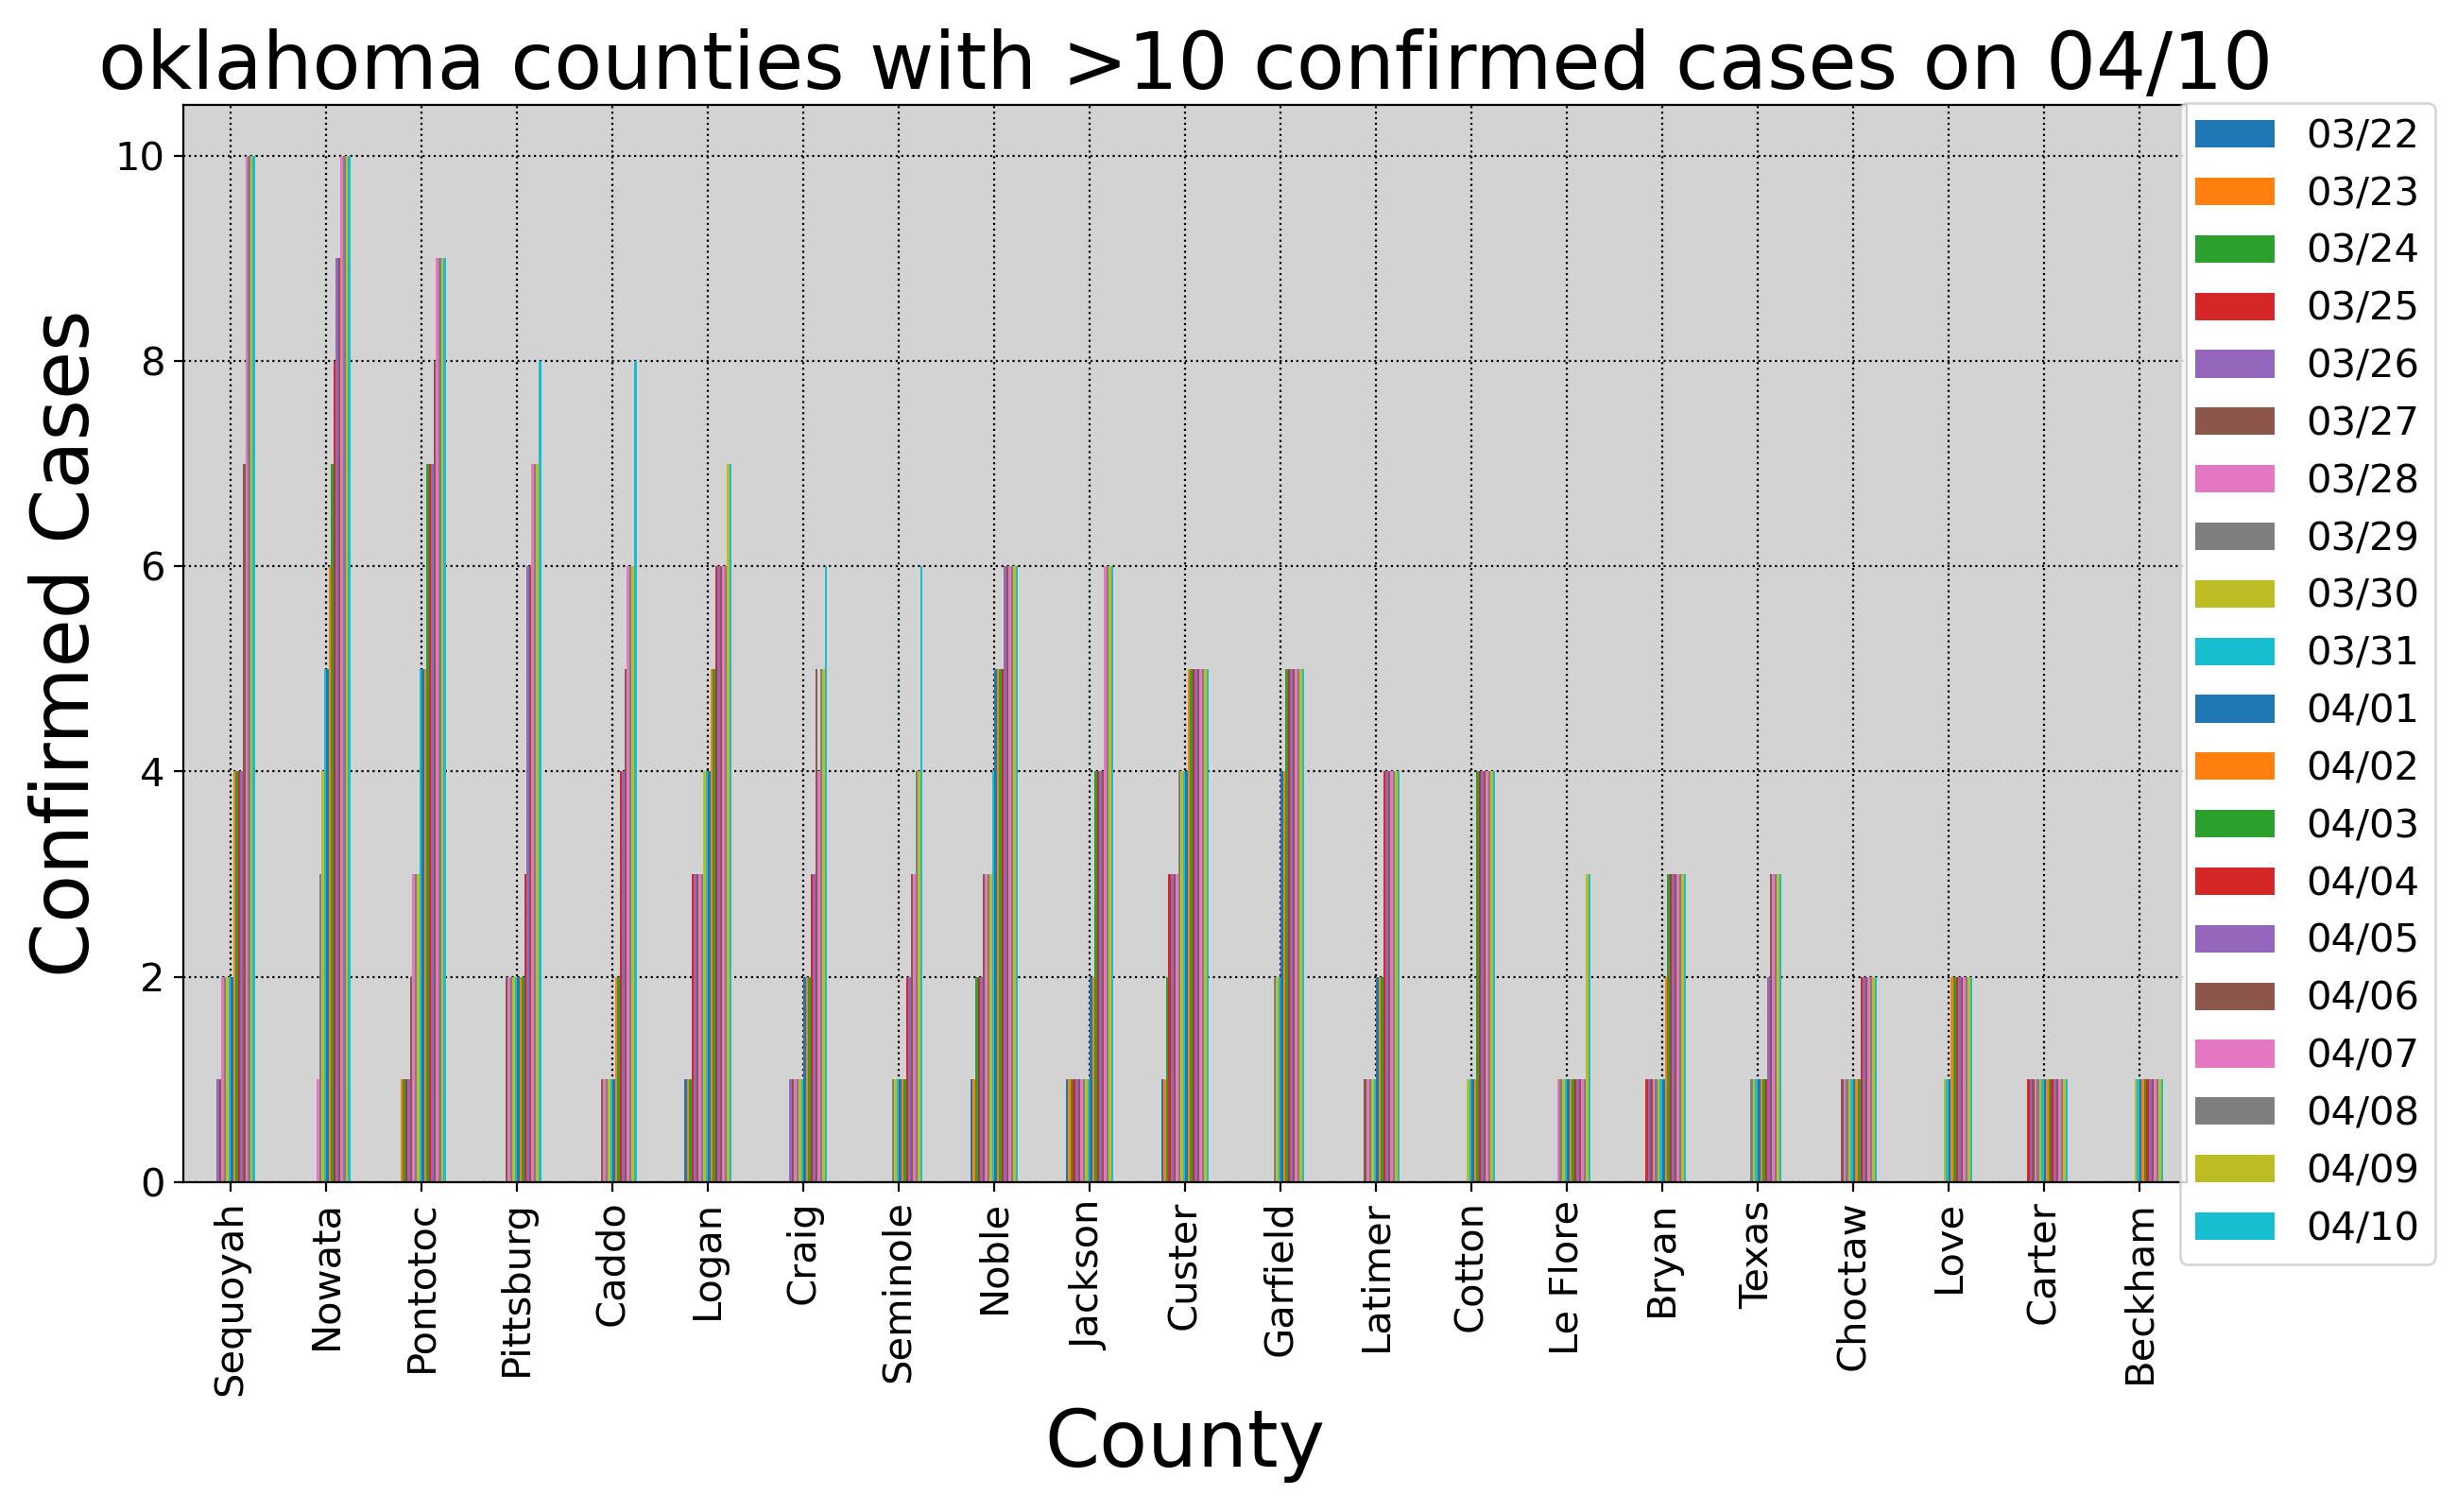 oklahoma counties with >10 confirmed cases on 04/10
Confirmed Cases
10
8
6
4
2
0
Sequoyah
Nowata
Pontotoc
Pittsburg
Caddo
Logan
Craig
Seminole
Noble
Jackson
Custer
Garfield
Latimer
Cotton
Le Flore
Bryan
Texas
Choctaw
Love
Carter
Beckham
County
03/22
03/23
03/24
03/25
03/26
03/27
03/28
03/29
03/30
03/31
04/01
04/02
04/03
04/04
04/05
04/06
04/07
04/08
04/09
04/10